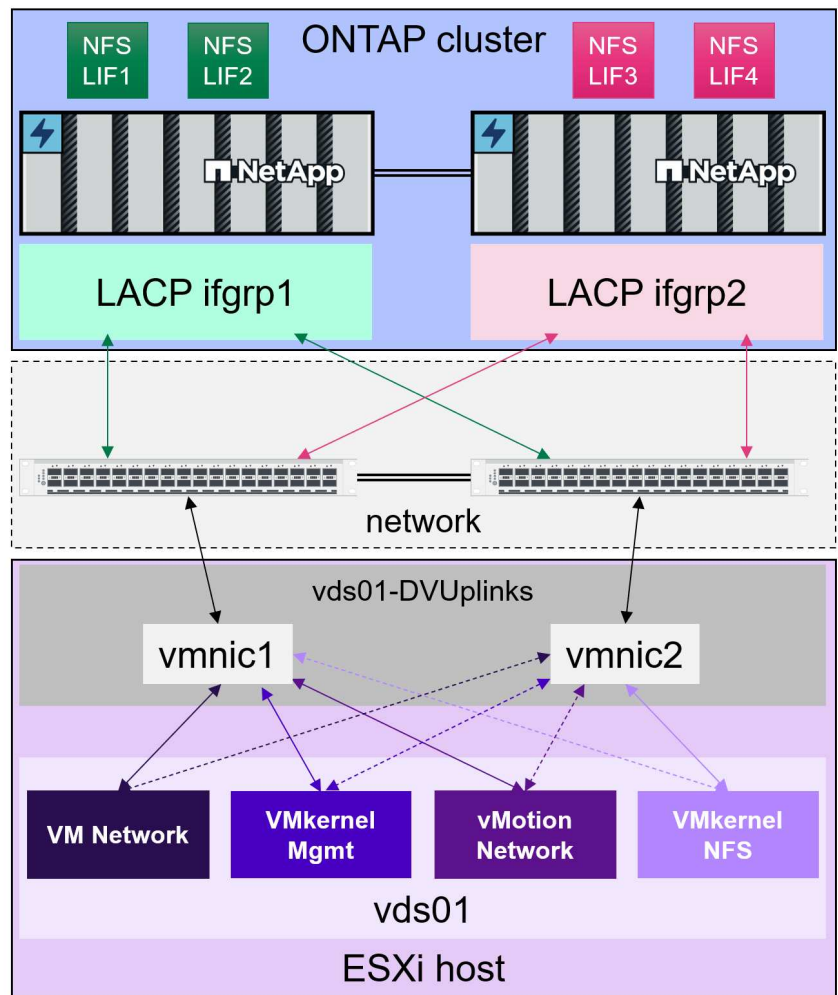 ONTAP cluster
NFS
LIF1
NFS
LIF2
NFS
LIF3
NFS
LIF4
NetApp
NetApp
LACP ifgrp1
LACP ifgrp2
network
vds01-DVUplinks
vmnic1
vmnic2
VM Network
VMkernel
Mgmt
vMotion
Network
VMkernel
NFS
vds01
ESXi host